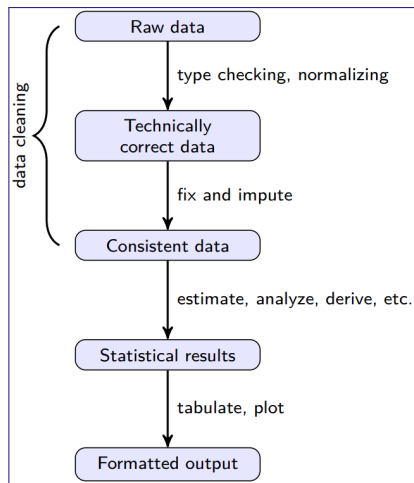 Raw data
type checking, normalizing
Technically
correct data
data cleaning
fix and impute
Consistent data
estimate, analyze, derive, etc.
Statistical results
tabulate, plot
Formatted output